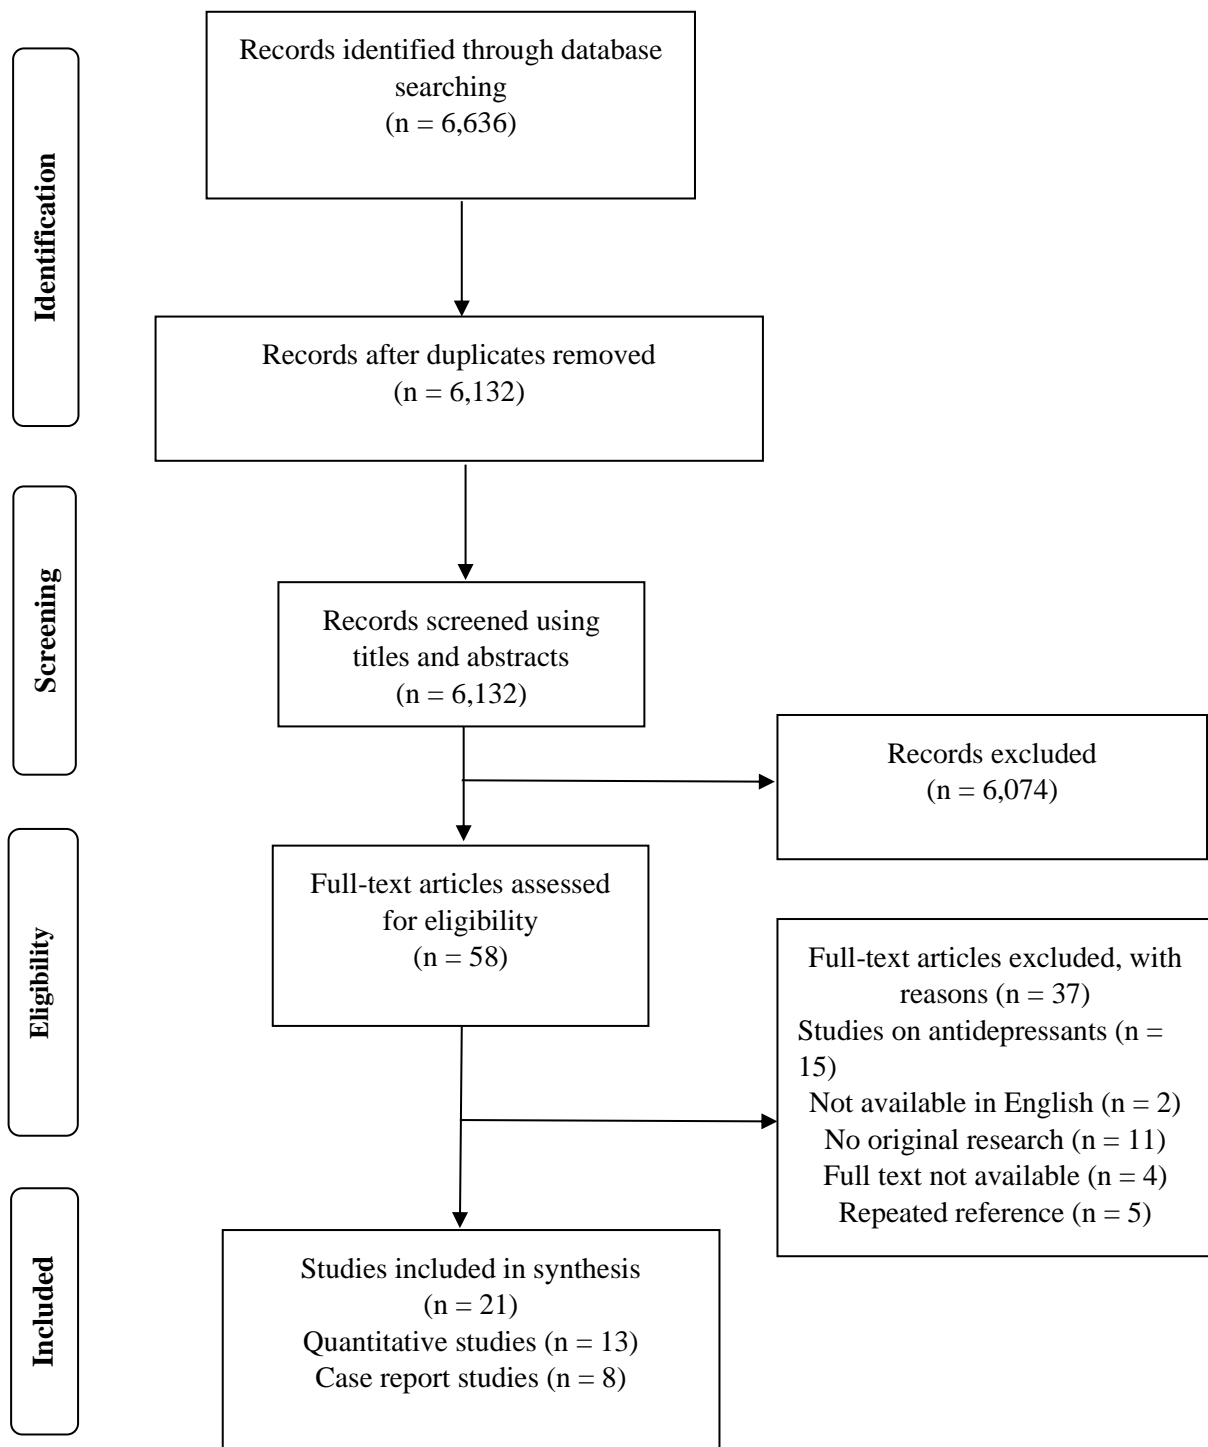 Identification
Records identified through database
searching
(n = 6,636)
Records after duplicates removed
(n = 6,132)
Screening
Records screened using
titles and abstracts
(n = 6,132)
Records excluded
(n = 6,074)
Eligibility
Full-text articles assessed
for eligibility
(n = 58)
Full-text articles excluded, with
reasons (n = 37)
Studies on antidepressants (n =
15)
Not available in English (n = 2)
No original research (n = 11)
Full text not available (n = 4)
Repeated reference (n = 5)
Included
Studies included in synthesis
(n = 21)
Quantitative studies (n = 13)
Case report studies (n = 8)